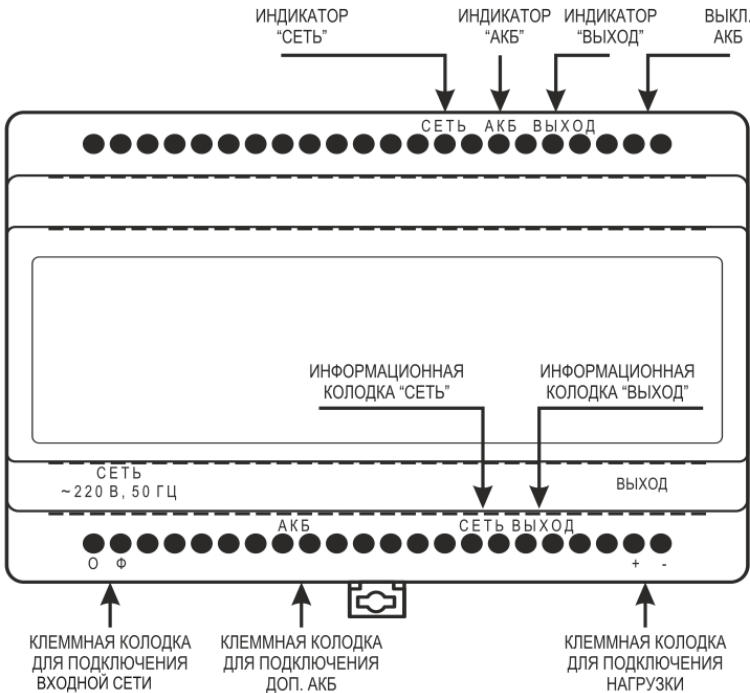 ИНДИКАТОР
“СЕТЬ”
ИНДИКАТОР
“АКБ”
ИНДИКАТОР
“ВЫХОД”
ВЫКЛ.
АКБ
СЕТЬ АКБ ВЫХОД
ИНФОРМАЦИОННАЯ
КОЛОДКА “СЕТЬ”
ИНФОРМАЦИОННАЯ
КОЛОДКА “ВЫХОД”
СЕТЬ
~220 В, 50 ГЦ
ВЫХОД
АКБ
СЕТЬ ВЫХОД
О Ф
+ -
КЛЕММНАЯ КОЛОДКА
ДЛЯ ПОДКЛЮЧЕНИЯ
ВХОДНОЙ СЕТИ
КЛЕММНАЯ КОЛОДКА
ДЛЯ ПОДКЛЮЧЕНИЯ
ДОП. АКБ
КЛЕММНАЯ КОЛОДКА
ДЛЯ ПОДКЛЮЧЕНИЯ
НАГРУЗКИ